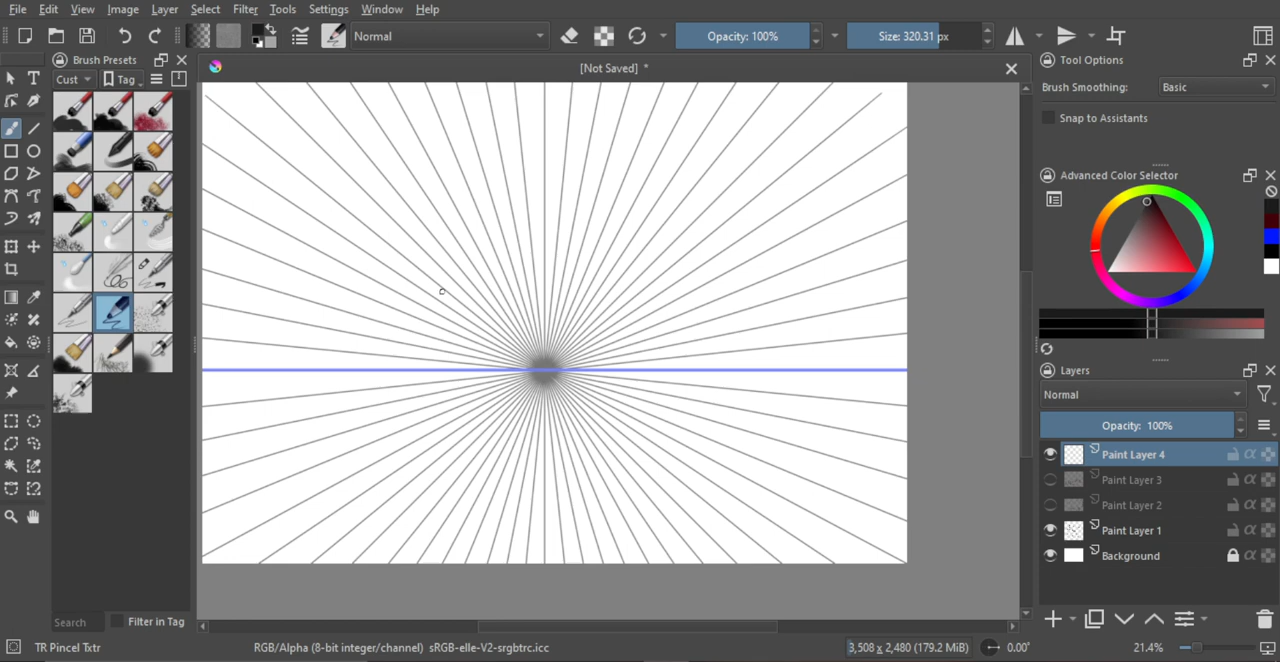 File Edit View Image Layer Select Filter Tools Settings Window Help
Normal Opacity: 100% Size: 320.31 px
Brush Presets
Cust Tag
[Not Saved] *
Tool Options
Brush Smoothing: Basic
Snap to Assistants
Advanced Color Selector
Layers
Normal
Opacity: 100%
Paint Layer 4
Paint Layer 3
Paint Layer 2
Paint Layer 1
Background
Search Filter in Tag
TR Pincel Txtr RGB/Alpha (8-bit integer/channel) sRGB-elle-V2-srgbtrc.icc 3,508 x 2,480 (179.2 MiB) 0.00° 21.4%